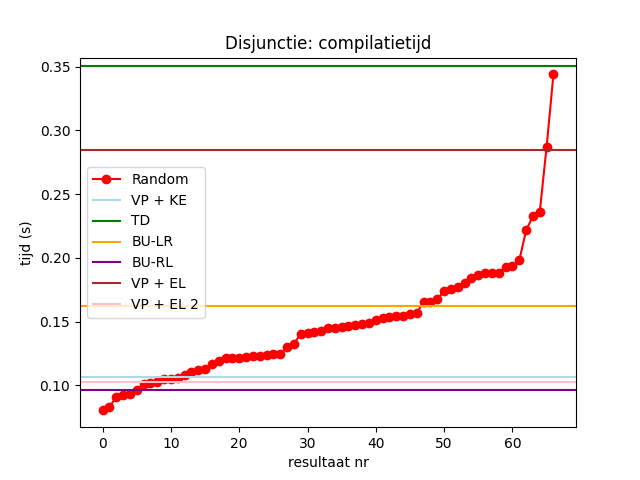 Disjunctie: compilatietijd
tijd (s)
0.35
0.30
0.25
0.20
0.15
0.10
Random
VP + KE
TD
BU-LR
BU-RL
VP + EL
VP + EL 2
0 10 20 30 40 50 60
resultaat nr